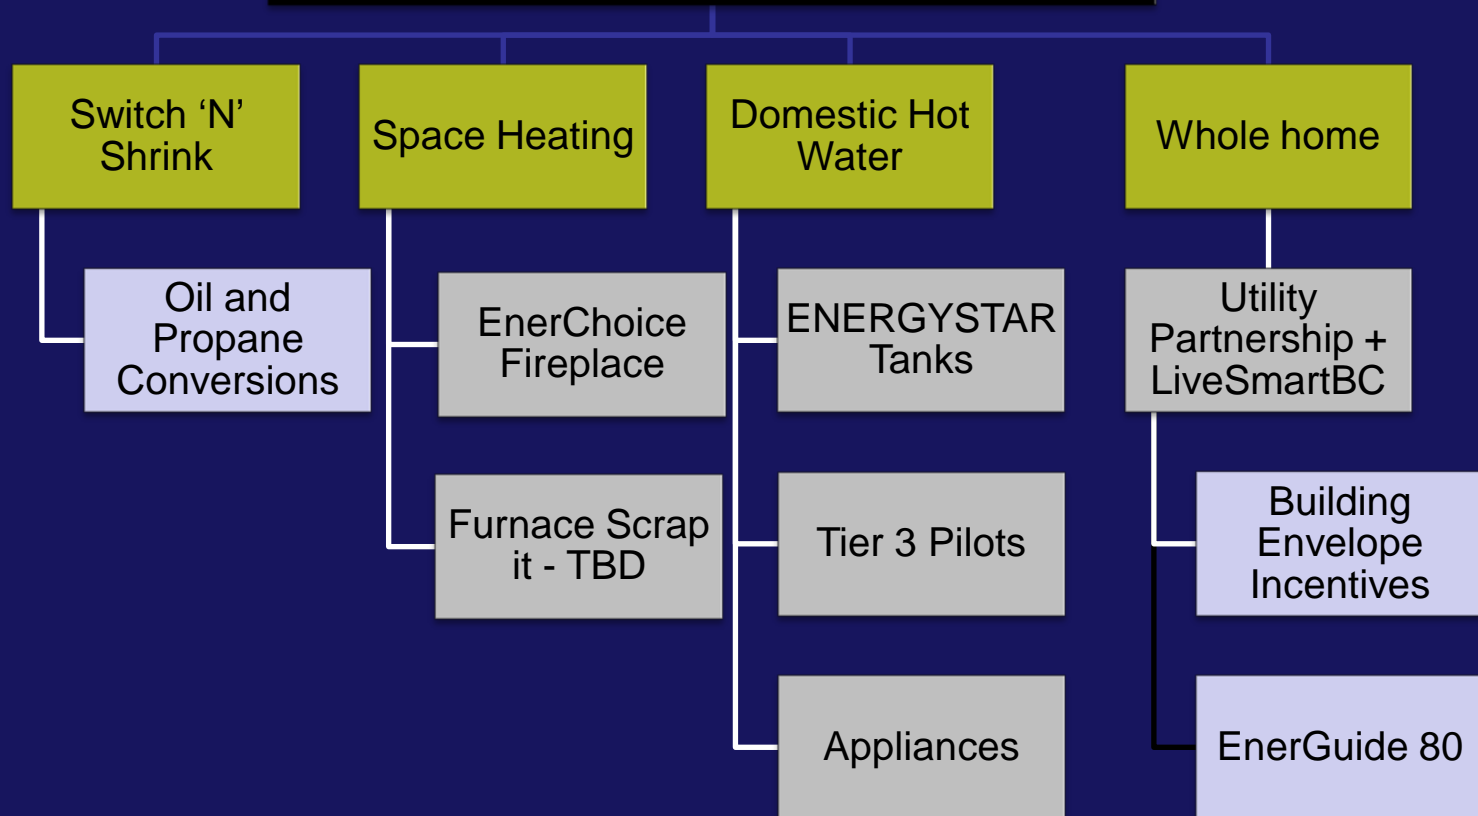 Switch ‘N’
Shrink
Space Heating
Domestic Hot
Water
Whole home
Oil and
Propane
Conversions
EnerChoice
Fireplace
ENERGYSTAR
Tanks
Utility
Partnership +
LiveSmartBC
Furnace Scrap
it - TBD
Tier 3 Pilots
Building
Envelope
Incentives
Appliances
EnerGuide 80